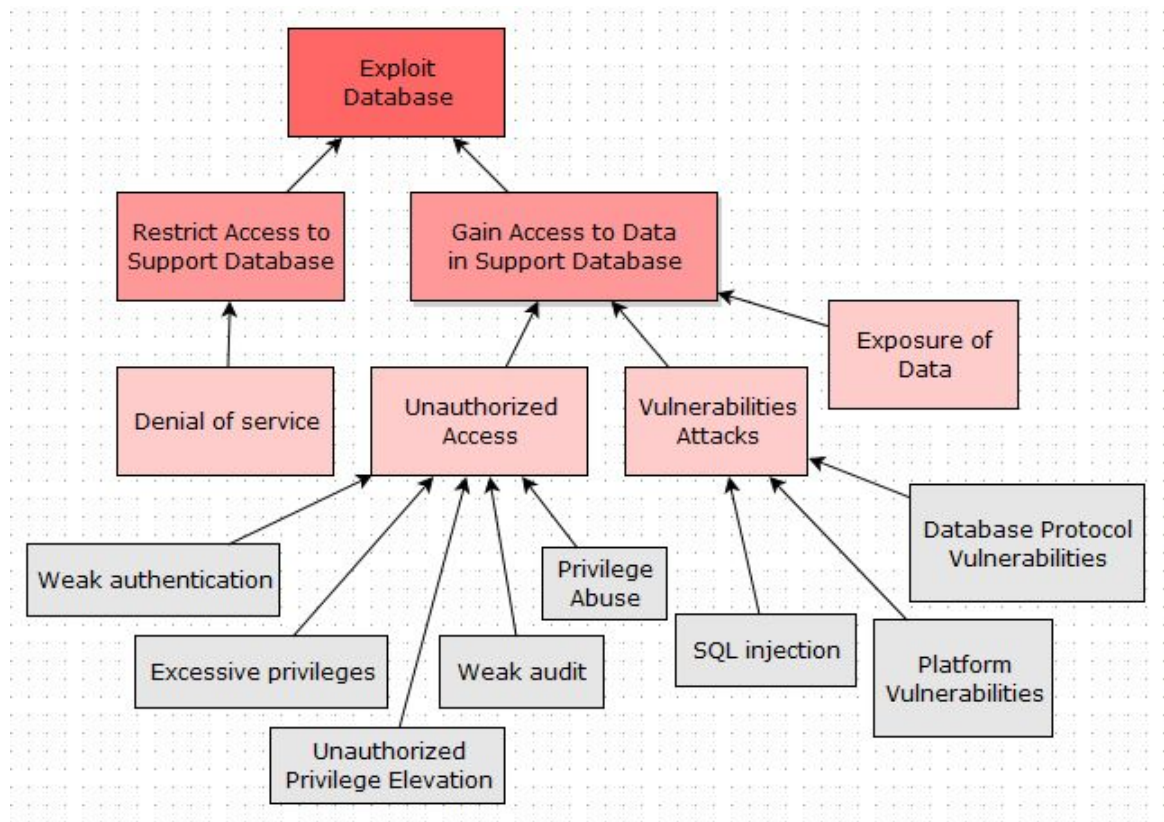 Exploit
Database
Restrict Access to
Support Database
Gain Access to Data
in Support Database
Exposure of
Data
Denial of service
Unauthorized
Access
Vulnerabilities
Attacks
Database Protocol
Vulnerabilities
Weak authentication
Privilege
Abuse
Excessive privileges
Weak audit
SQL injection
Platform
Vulnerabilities
Unauthorized
Privilege Elevation